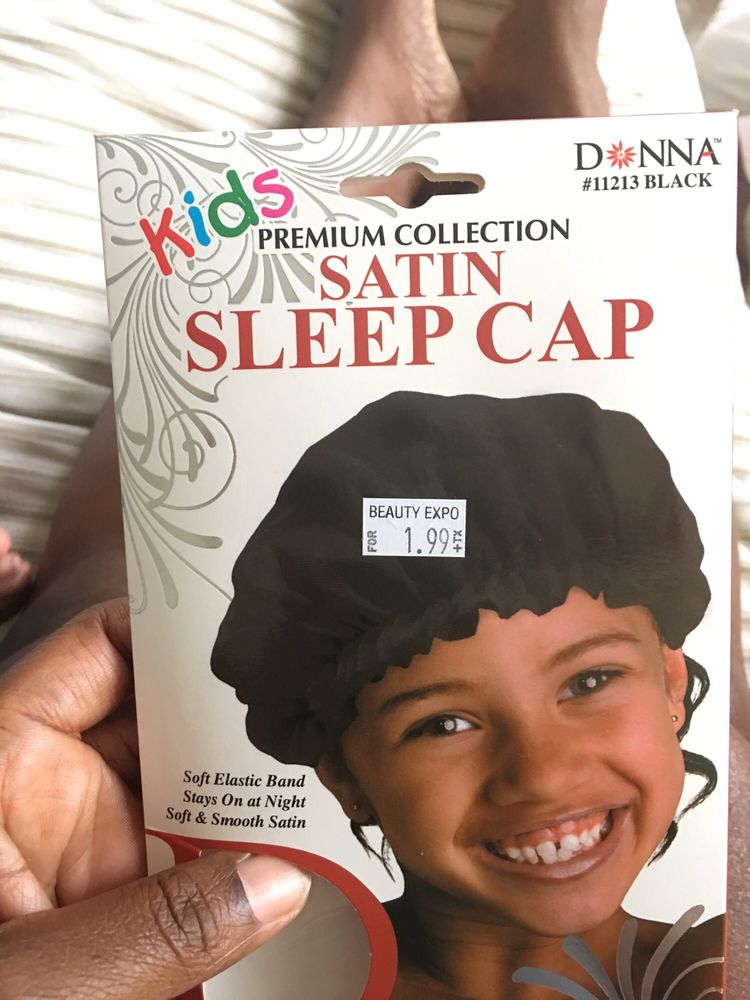 DONNA™
#11213 BLACK
Kids
PREMIUM COLLECTION
SATIN
SLEEP CAP
BEAUTY EXPO
FOR 1.99 +TX
Soft Elastic Band
Stays On at Night
Soft & Smooth Satin